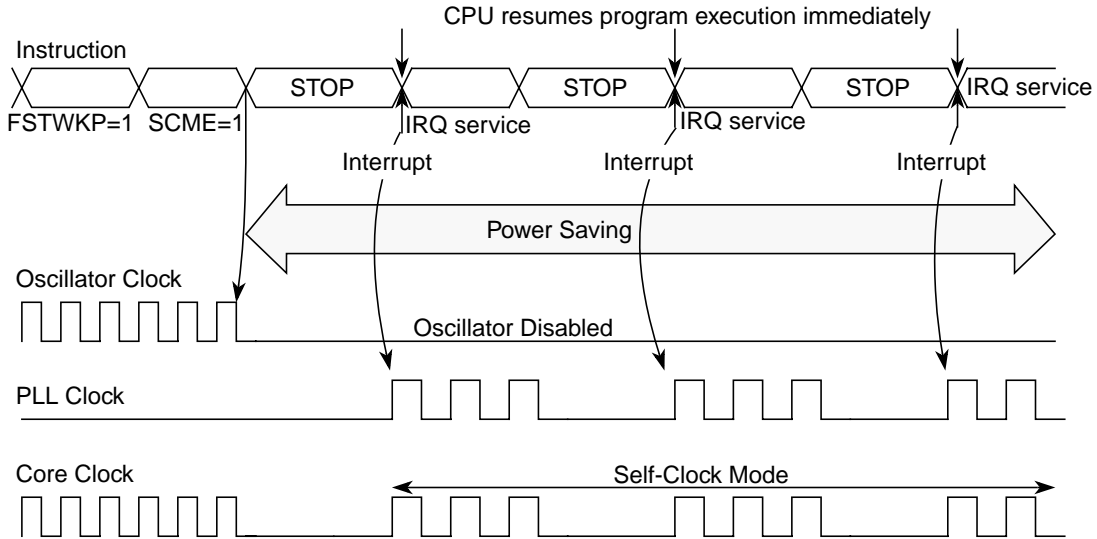 CPU resumes program execution immediately
Instruction
STOP
STOP
STOP
IRQ service
FSTWKP=1
SCME=1
IRQ service
IRQ service
Interrupt
Interrupt
Interrupt
Power Saving
Oscillator Clock
Oscillator Disabled
PLL Clock
Core Clock
Self-Clock Mode